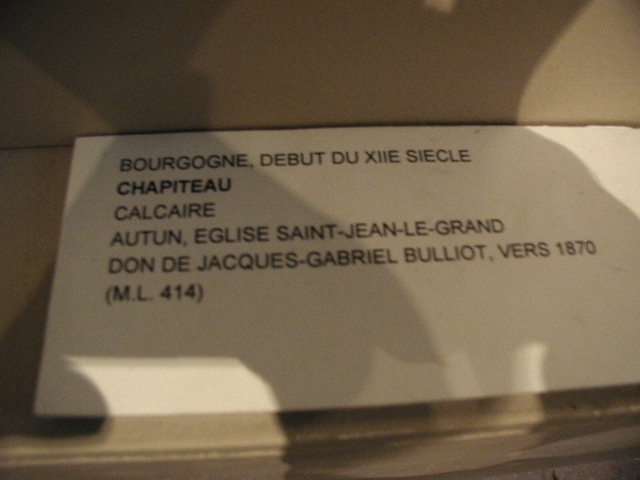 BOURGOGNE, DEBUT DU XIIE SIECLE
CHAPITEAU
CALCAIRE
AUTUN, EGLISE SAINT-JEAN-LE-GRAND
DON DE JACQUES-GABRIEL BULLIOT, VERS 1870
(M.L. 414)